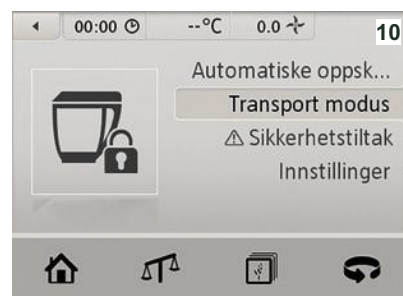 00:00 --°C 0.0
10
Automatiske oppsk...
Transport modus
Sikkerhetstiltak
Innstillinger